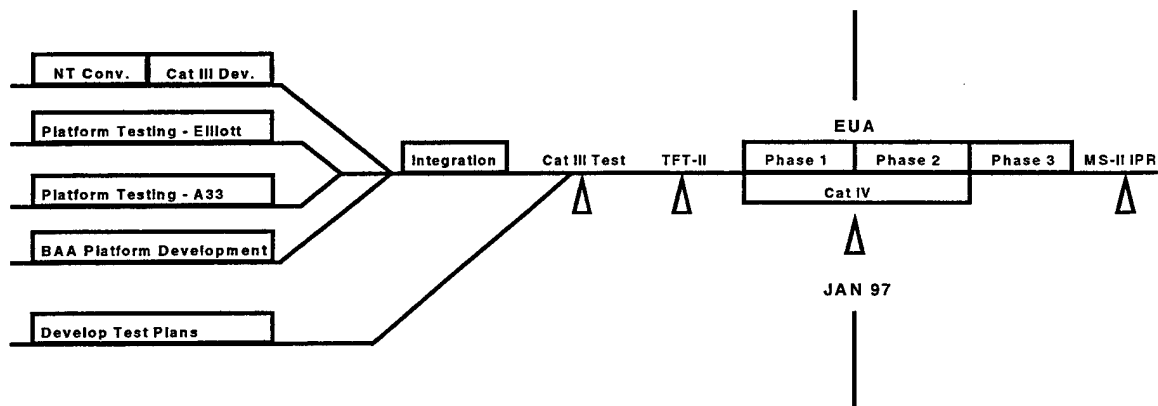 NT Conv.
Cat III Dev.
Platform Testing - Elliott
EUA
Integration
Cat III Test
TFT-II
Phase 1
Phase 2
Phase 3
MS-II IPR
Platform Testing - A33
Cat IV
BAA Platform Development
JAN 97
Develop Test Plans